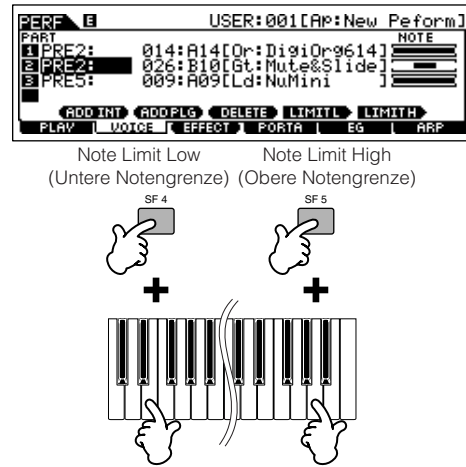 PERF E USER:001[AP:New Peform]
PART NOTE
1 PRE2: 014:A14[Or:DigiOrg614]
2 PRE2: 026:B10[Gt:Mute&Slide]
3 PRE5: 009:A09[Ld:NuMini ]
ADD INT ADD PLG DELETE LIMITL LIMITH
PLAY VOICE EFFECT PORTA EG ARP
Note Limit Low Note Limit High
(Untere Notengrenze) (Obere Notengrenze)
SF 4 SF 5